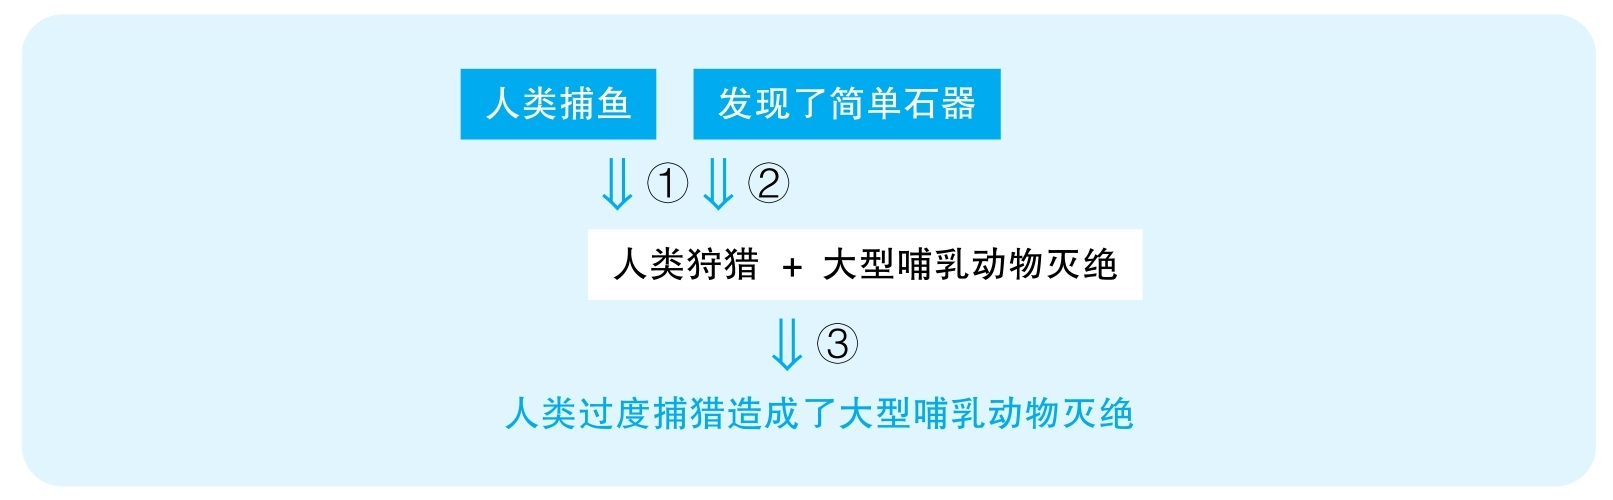 人类捕鱼 发现了简单石器
① ②
人类狩猎 + 大型哺乳动物灭绝
③
人类过度捕猎造成了大型哺乳动物灭绝